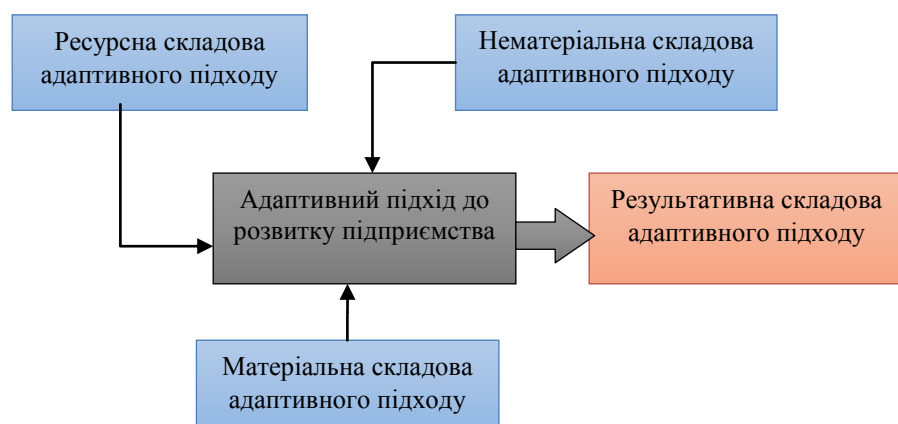 Ресурсна складова
адаптивного підходу
Нематеріальна складова
адаптивного підходу
Адаптивний підхід до
розвитку підприємства
Результативна складова
адаптивного підходу
Матеріальна складова
адаптивного підходу